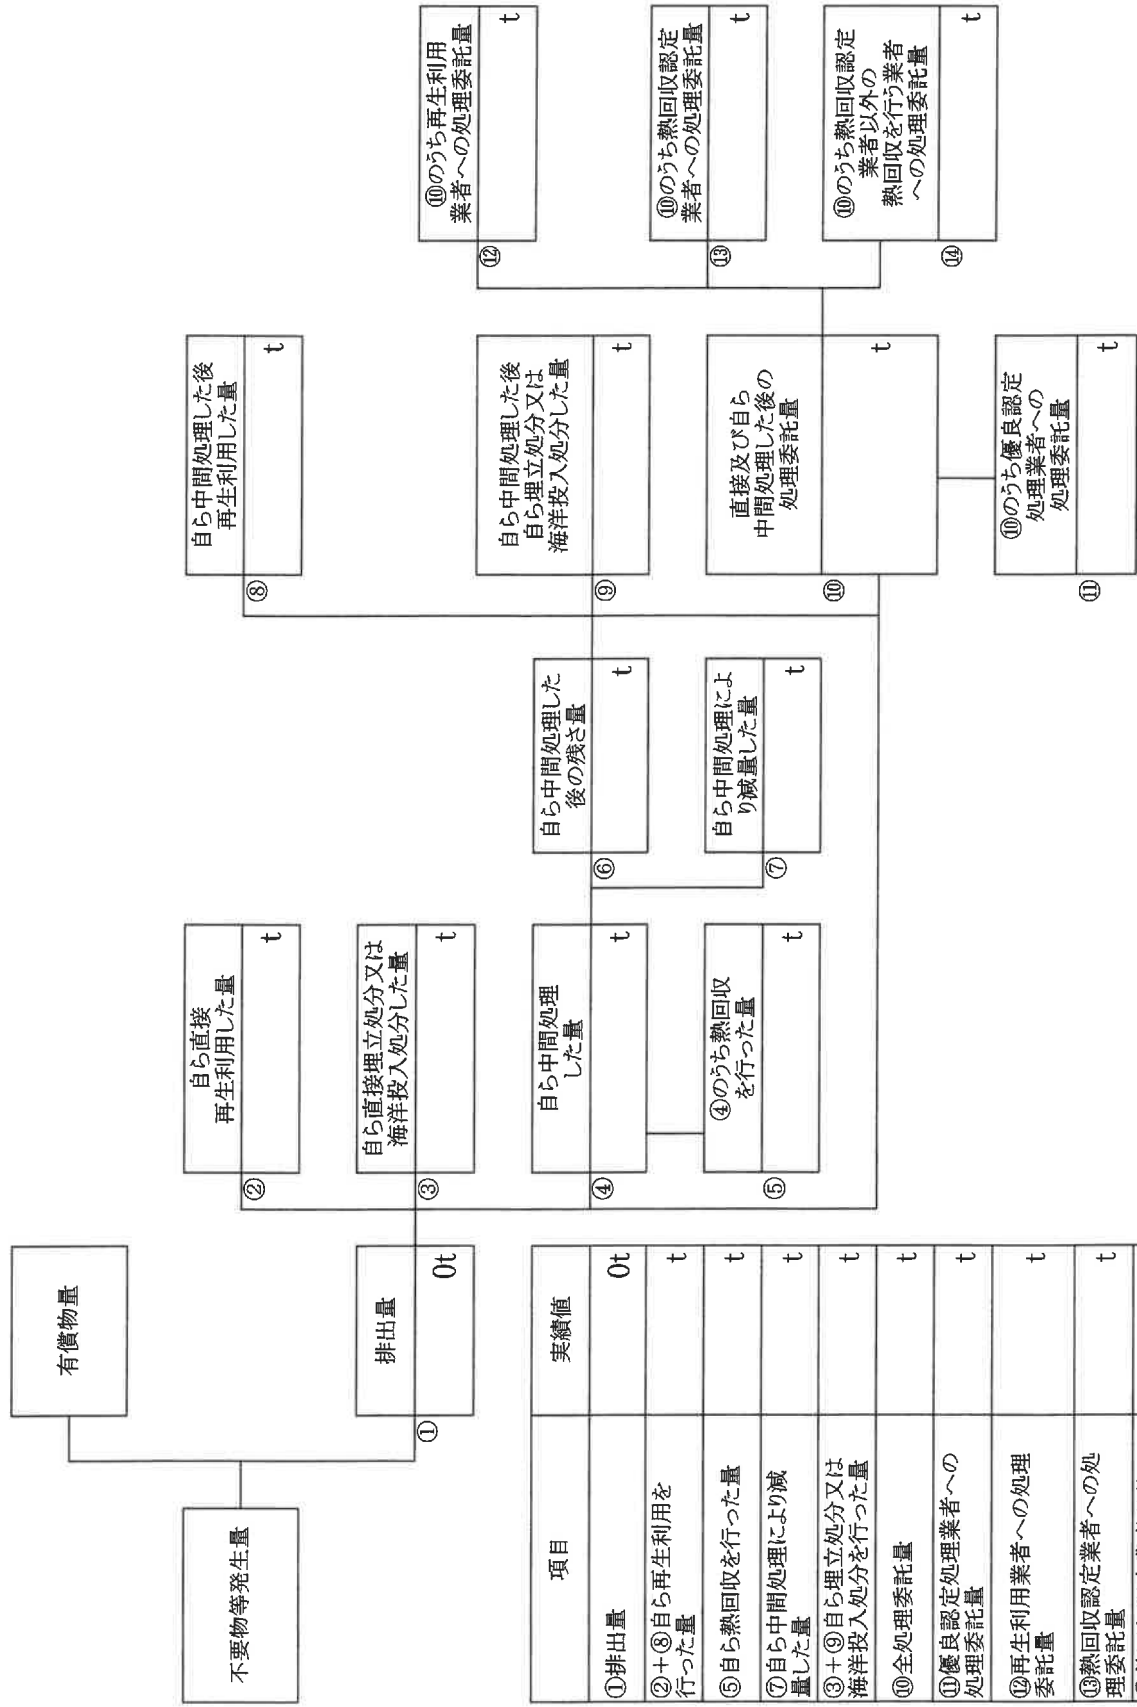 不要物等発生量
有償物量
排出量
①
0t
自ら直接
再生利用した量
②
t
自ら直接埋立処分又は
海洋投入処分した量
③
t
自ら中間処理
した量
④
t
④のうち熱回収
を行った量
⑤
t
自ら中間処理した
後の残さ量
⑥
t
自ら中間処理によ
り減量した量
⑦
t
自ら中間処理した後
再生利用した量
⑧
t
自ら中間処理した後
自ら埋立処分又は
海洋投入処分した量
⑨
t
直接及び自ら
中間処理した後の
処理委託量
⑩
t
⑩のうち優良認定
処理業者への
処理委託量
⑪
t
⑩のうち再生利用
業者への処理委託量
⑫
t
⑩のうち熱回収認定
業者への処理委託量
⑬
t
⑩のうち熱回収認定
業者以外の
熱回収を行う業者
への処理委託量
⑭
t
項目
実績値
①排出量
0t
②+⑧自ら再生利用を
行った量
t
⑤自ら熱回収を行った量
t
⑦自ら中間処理により減
量した量
t
③+⑨自ら埋立処分又は
海洋投入処分を行った量
t
⑩全処理委託量
t
⑪優良認定処理業者への
処理委託量
t
⑫再生利用業者への処理
委託量
t
⑬熱回収認定業者への処
理委託量
t